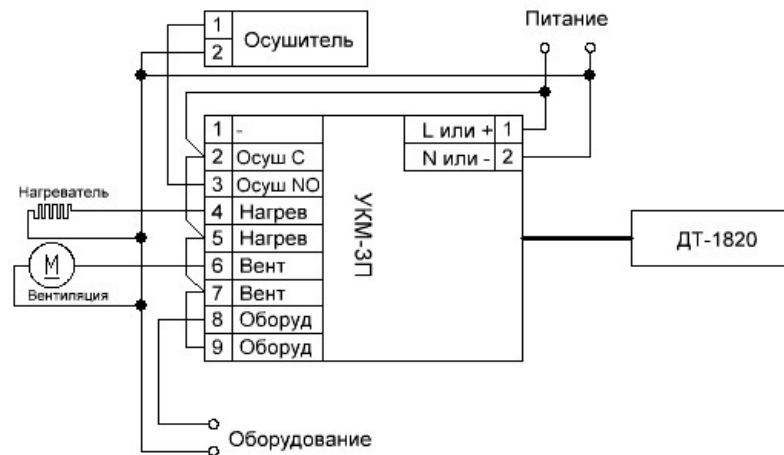 Питание
1
2
Осушитель
1 -
2 Осуш С
3 Осуш NO
4 Нагрев
5 Нагрев
6 Вент
7 Вент
8 Оборуд
9 Оборуд
УКМ-3П
L или + 1
N или - 2
Нагреватель
M
Вентиляция
ДТ-1820
Оборудование